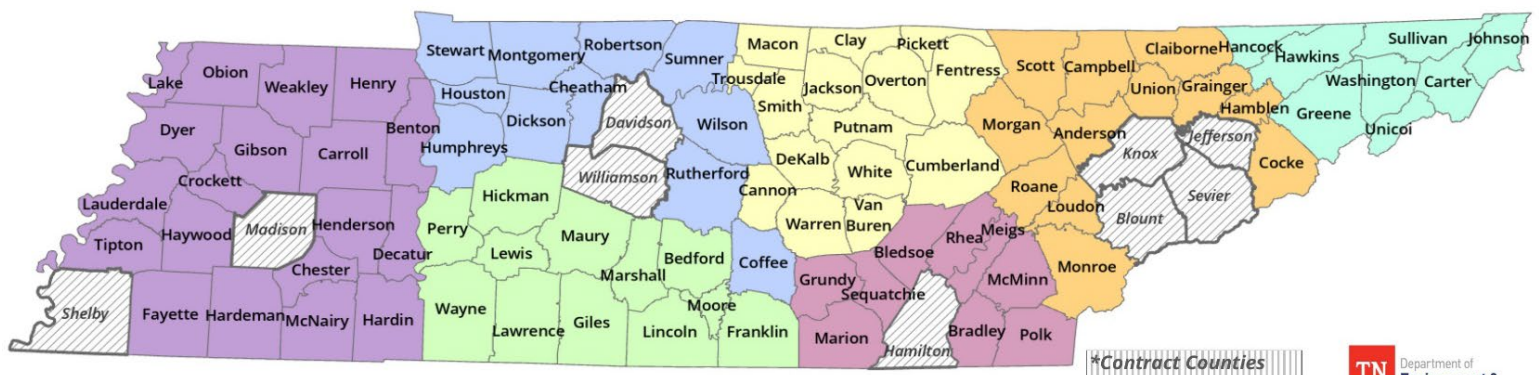 Lake
Obion
Weakley
Henry
Stewart
Montgomery
Robertson
Sumner
Macon
Clay
Pickett
Fentress
Scott
Campbell
Claiborne
Hancock
Hawkins
Sullivan
Johnson
Houston
Cheatham
Trousdale
Jackson
Overton
Union
Grainger
Washington
Carter
Dyer
Gibson
Carroll
Benton
Humphreys
Dickson
Davidson
Wilson
Smith
Putnam
Morgan
Anderson
Hamblen
Greene
Unicoi
Crockett
Lauderdale
Tipton
Haywood
Madison
Henderson
Decatur
Chester
Perry
Hickman
Lewis
Maury
Williamson
Rutherford
DeKalb
White
Cumberland
Cannon
Warren
Van
Buren
Roane
Loudon
Knox
Jefferson
Cocke
Blount
Sevier
Shelby
Fayette
Hardeman
McNairy
Hardin
Wayne
Lawrence
Giles
Marshall
Bedford
Moore
Lincoln
Franklin
Coffee
Grundy
Sequatchie
Bledsoe
Rhea
Meigs
McMinn
Monroe
Marion
Hamilton
Bradley
Polk
*Contract Counties
TN
Department of